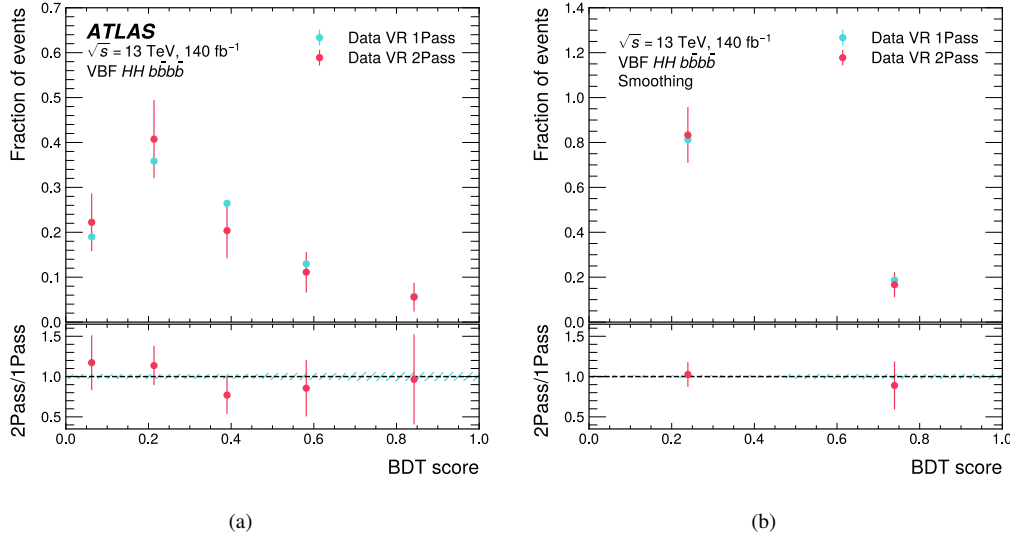 ATLAS
√s = 13 TeV, 140 fb⁻¹
VBF HH bb̄bb̄
Data VR 1Pass
Data VR 2Pass
Fraction of events
0.7
0.6
0.5
0.4
0.3
0.2
0.1
0.0
2Pass/1Pass
1.5
1.0
0.5
0.0 0.2 0.4 0.6 0.8 1.0
BDT score
(a)
√s = 13 TeV, 140 fb⁻¹
VBF HH bb̄bb̄
Smoothing
Data VR 1Pass
Data VR 2Pass
Fraction of events
1.4
1.2
1.0
0.8
0.6
0.4
0.2
0.0
2Pass/1Pass
1.5
1.0
0.5
0.0 0.2 0.4 0.6 0.8 1.0
BDT score
(b)